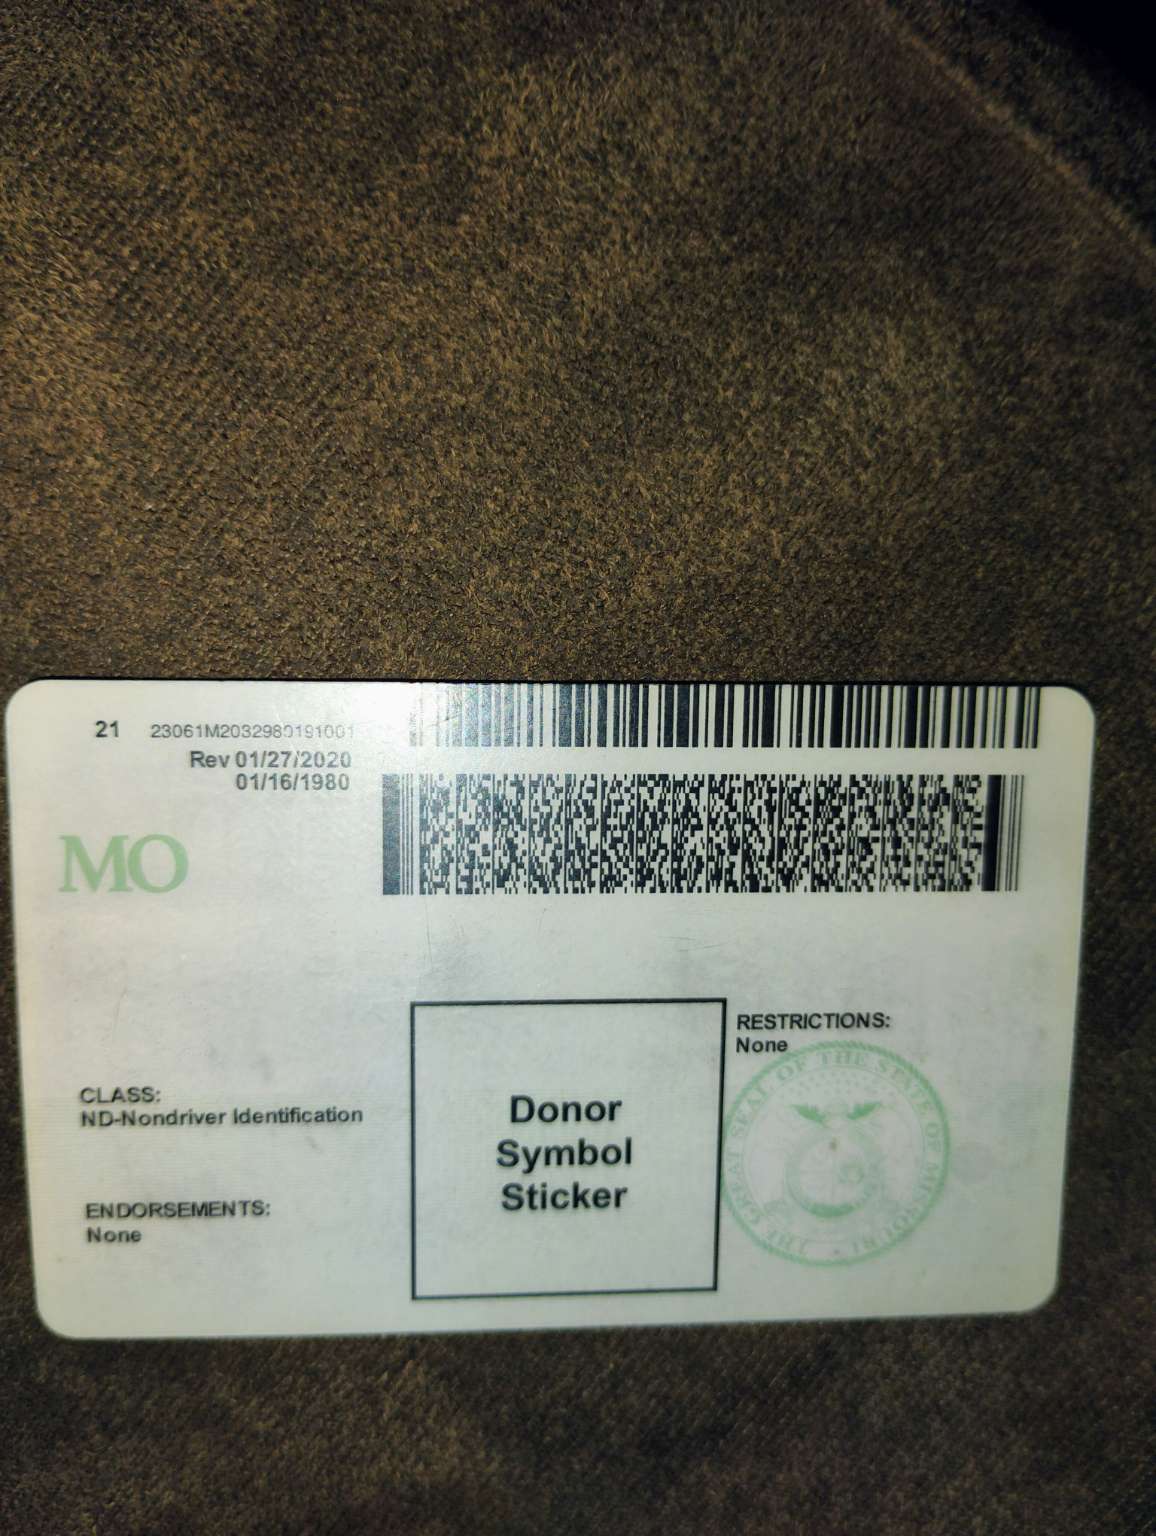 21 23061M2032980191001
Rev 01/27/2020
01/16/1980
MO
RESTRICTIONS:
None
CLASS:
ND-Nondriver Identification
Donor
Symbol
Sticker
ENDORSEMENTS:
None
THE GREAT SEAL OF THE STATE OF MISSOURI